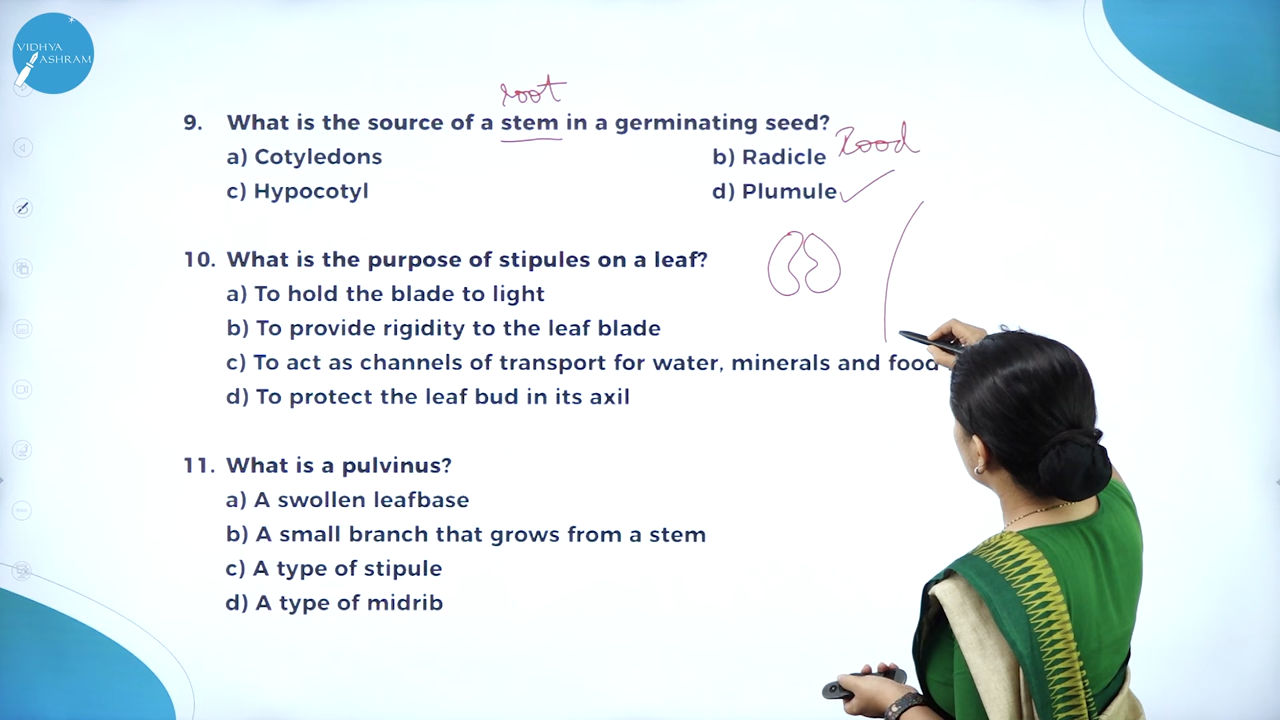 VIDHYA
ASHRAM
root
9. What is the source of a stem in a germinating seed?
a) Cotyledons
b) Radicle Rood
c) Hypocotyl
d) Plumule
10. What is the purpose of stipules on a leaf?
a) To hold the blade to light
b) To provide rigidity to the leaf blade
c) To act as channels of transport for water, minerals and food
d) To protect the leaf bud in its axil
11. What is a pulvinus?
a) A swollen leafbase
b) A small branch that grows from a stem
c) A type of stipule
d) A type of midrib